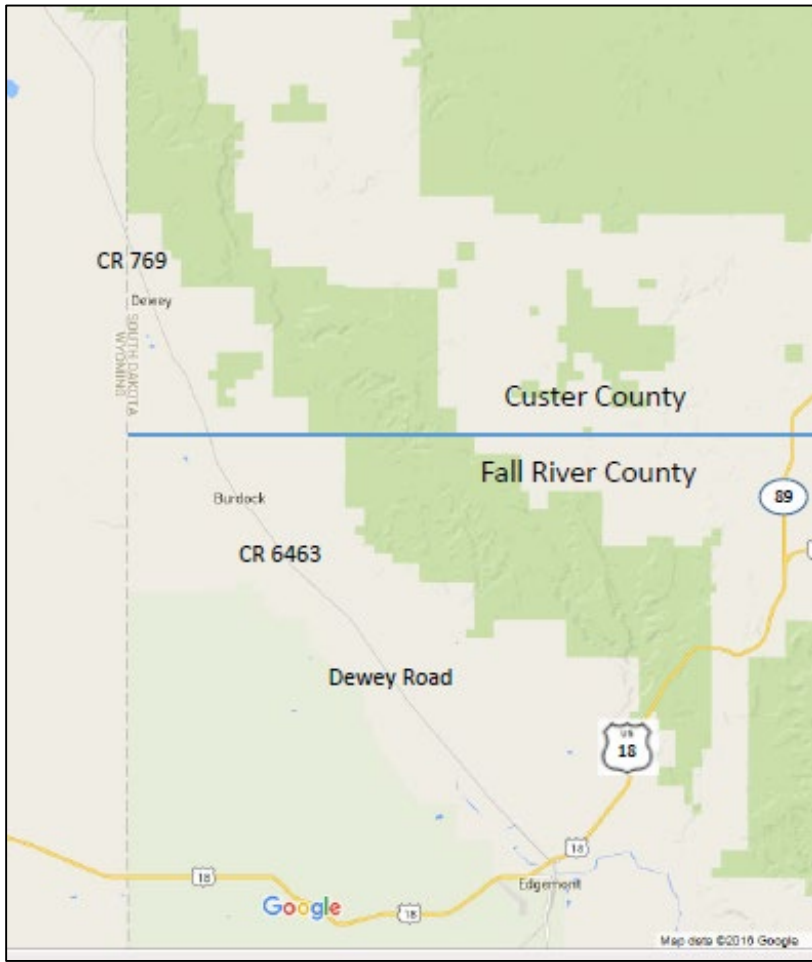 CR 769
Dewey
SOUTH DAKOTA
WYOMING
Custer County
Fall River County
89
Burdock
CR 6463
Dewey Road
US
18
18
18
18
Edgemont
Google
Map data ©2016 Google